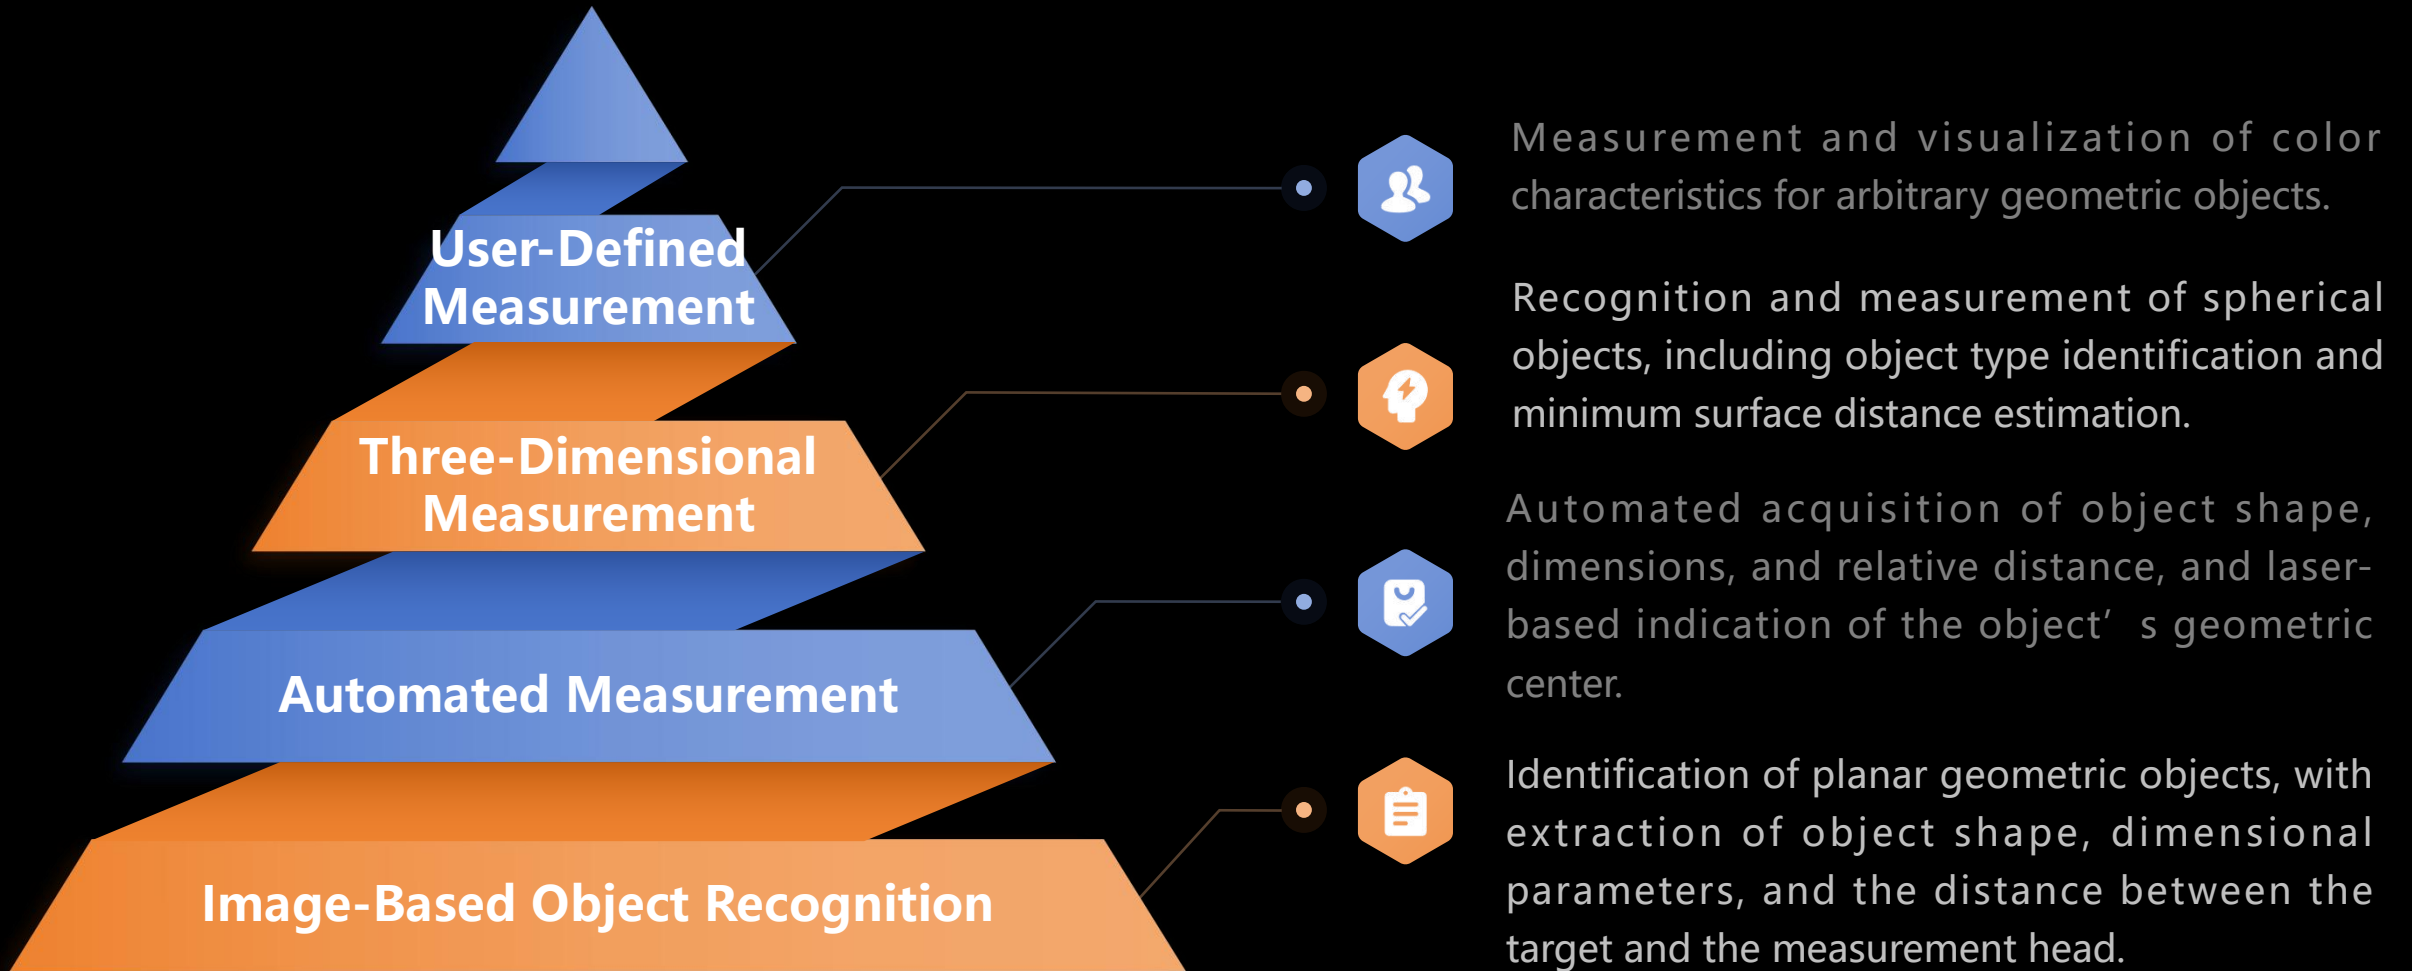 User-Defined
Measurement
Measurement and visualization of color
characteristics for arbitrary geometric objects.
Three-Dimensional
Measurement
Recognition and measurement of spherical
objects, including object type identification and
minimum surface distance estimation.
Automated Measurement
Automated acquisition of object shape,
dimensions, and relative distance, and laser-
based indication of the object’ s geometric
center.
Image-Based Object Recognition
Identification of planar geometric objects, with
extraction of object shape, dimensional
parameters, and the distance between the
target and the measurement head.